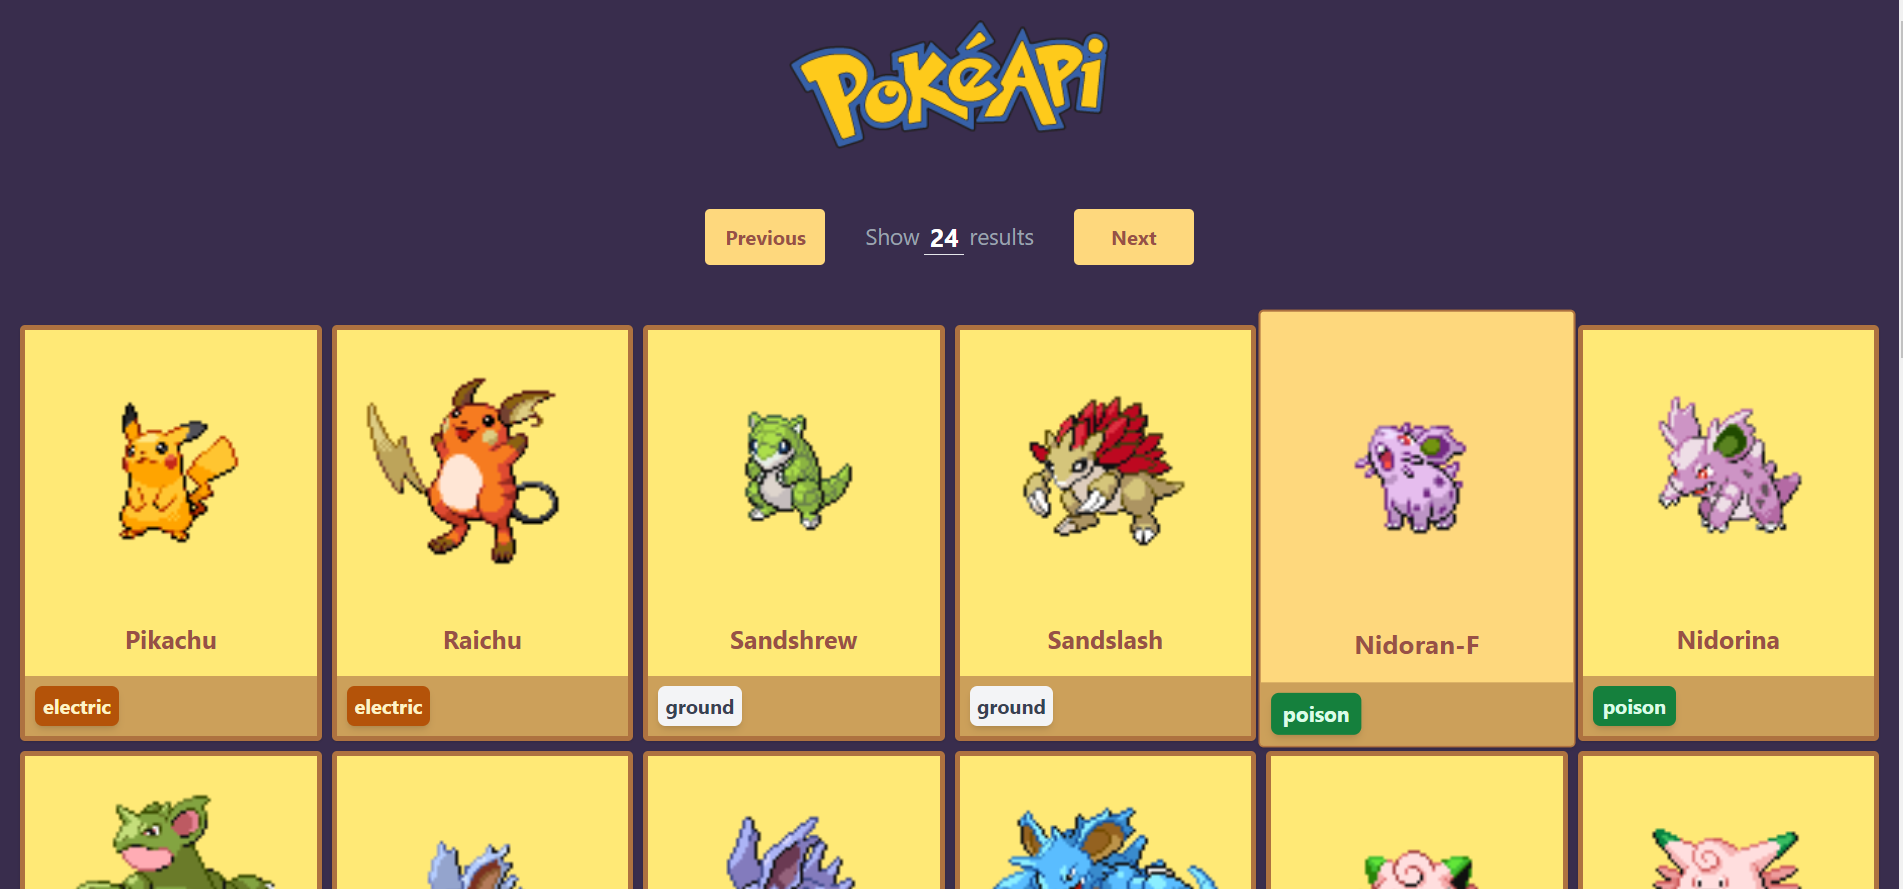 PokéAPi
Previous
Show 24 results
Next
Pikachu
Raichu
Sandshrew
Sandslash
Nidoran-F
Nidorina
electric
electric
ground
ground
poison
poison